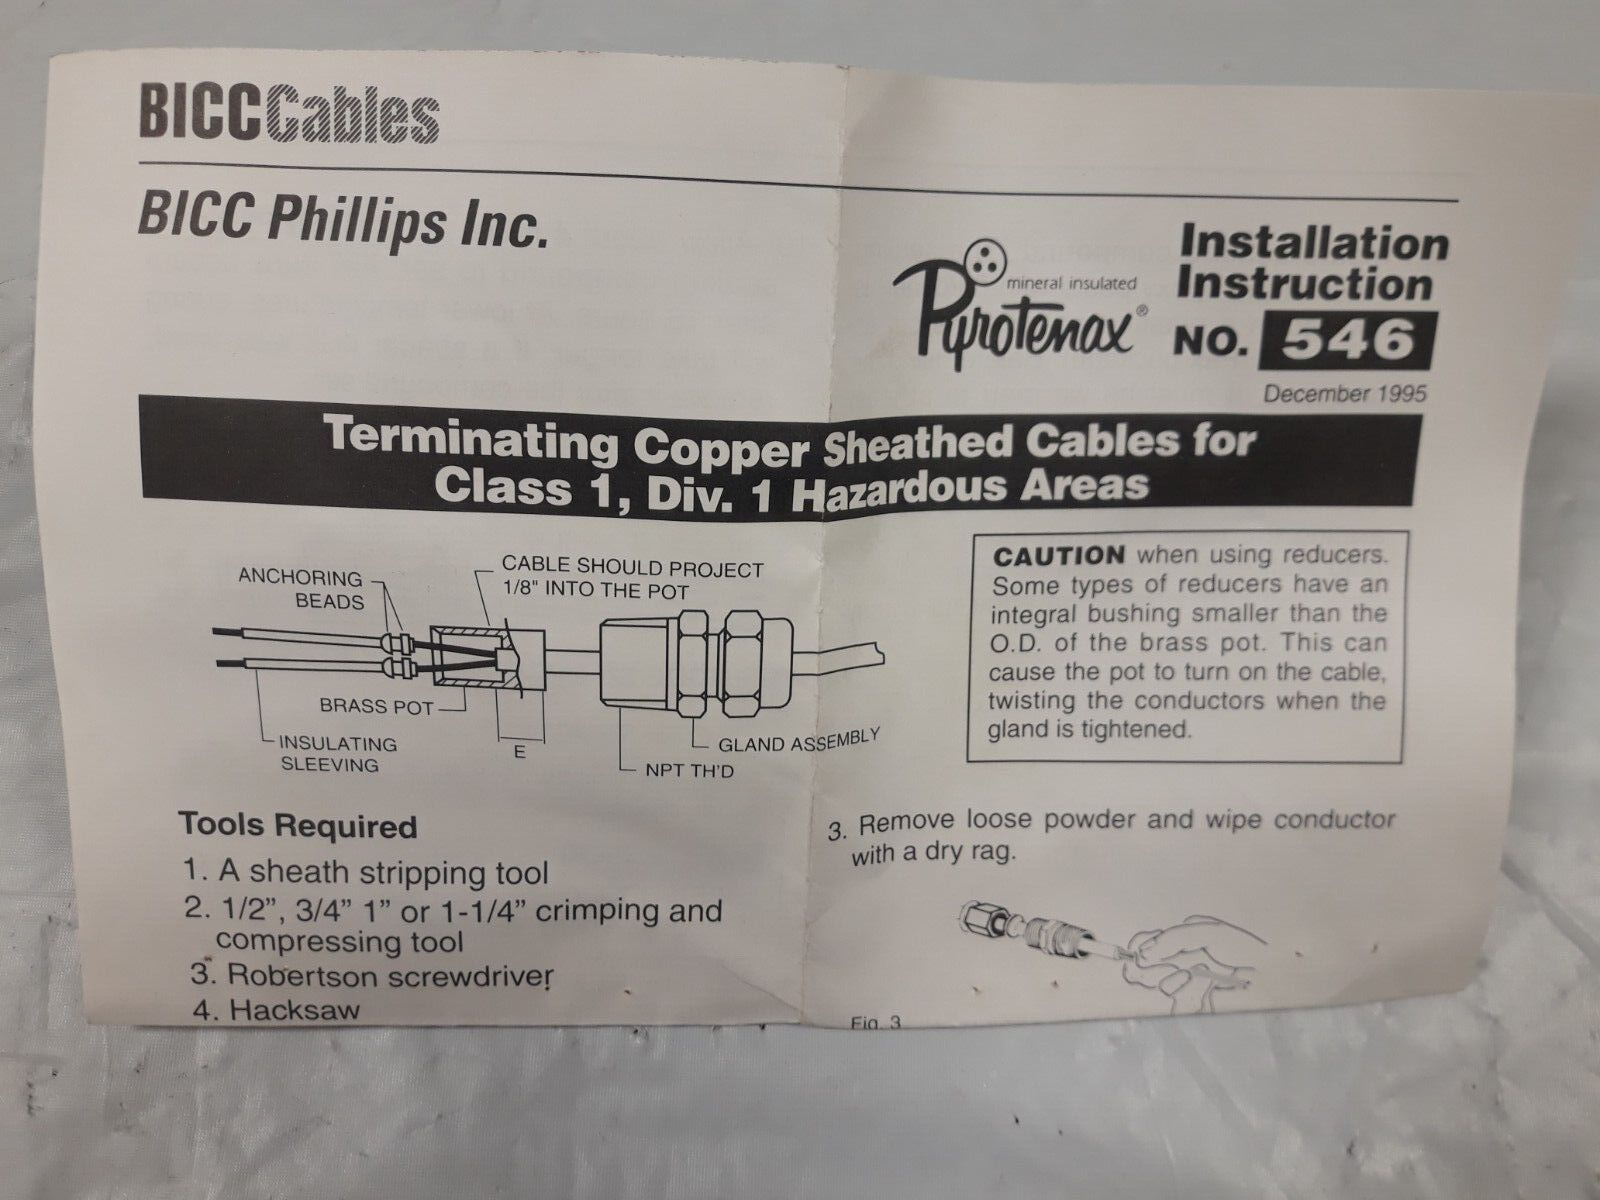 BICCCables
BICC Phillips Inc.
mineral insulated
Pyrotenax®
Installation
Instruction
NO. 546
December 1995
Terminating Copper Sheathed Cables for
Class 1, Div. 1 Hazardous Areas
ANCHORING
BEADS
CABLE SHOULD PROJECT
1/8" INTO THE POT
BRASS POT
INSULATING
SLEEVING
E
GLAND ASSEMBLY
NPT TH'D
CAUTION when using reducers.
Some types of reducers have an
integral bushing smaller than the
O.D. of the brass pot. This can
cause the pot to turn on the cable,
twisting the conductors when the
gland is tightened.
Tools Required
1. A sheath stripping tool
2. 1/2”, 3/4” 1” or 1-1/4” crimping and
compressing tool
3. Robertson screwdriver
4. Hacksaw
3. Remove loose powder and wipe conductor
with a dry rag.
Fig. 3